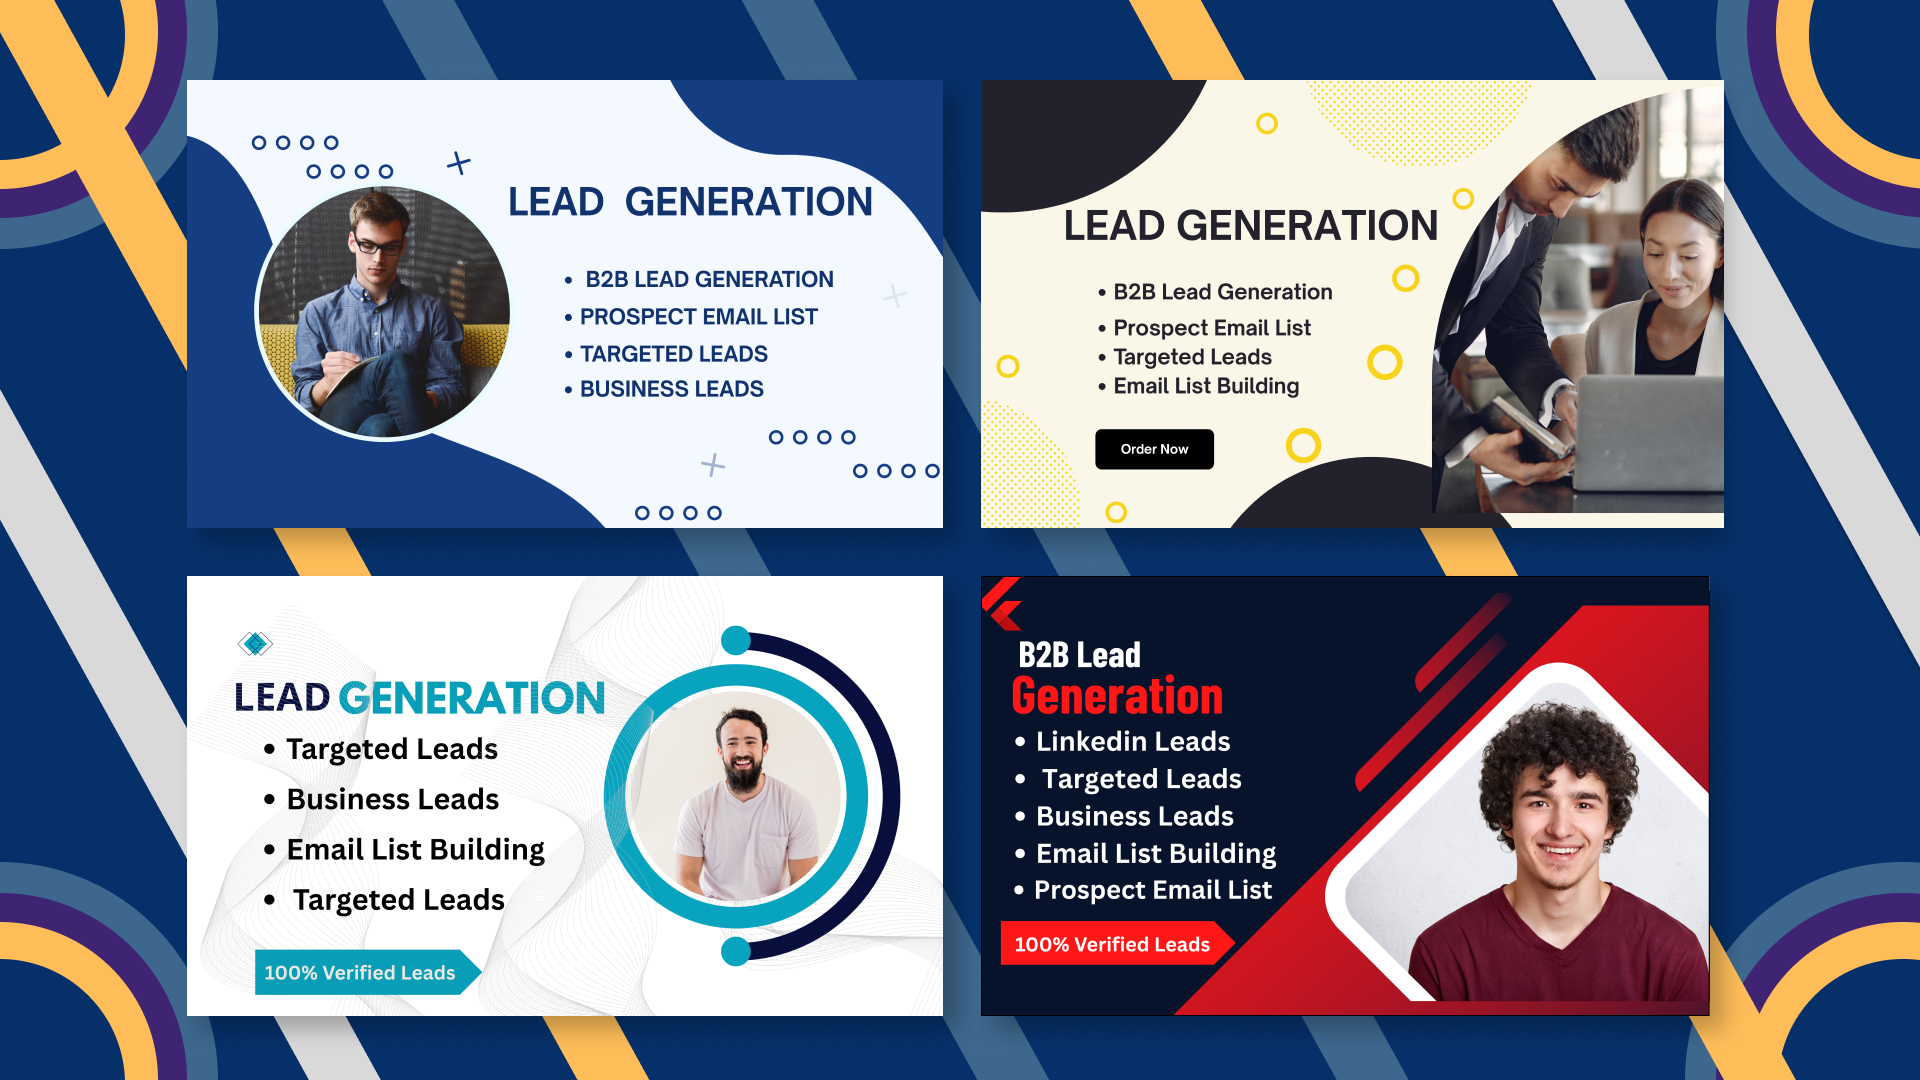 LEAD GENERATION
• B2B LEAD GENERATION
• PROSPECT EMAIL LIST
• TARGETED LEADS
• BUSINESS LEADS
LEAD GENERATION
• B2B Lead Generation
• Prospect Email List
• Targeted Leads
• Email List Building
Order Now
LEAD GENERATION
• Targeted Leads
• Business Leads
• Email List Building
• Targeted Leads
100% Verified Leads
B2B Lead
Generation
• Linkedin Leads
• Targeted Leads
• Business Leads
• Email List Building
• Prospect Email List
100% Verified Leads